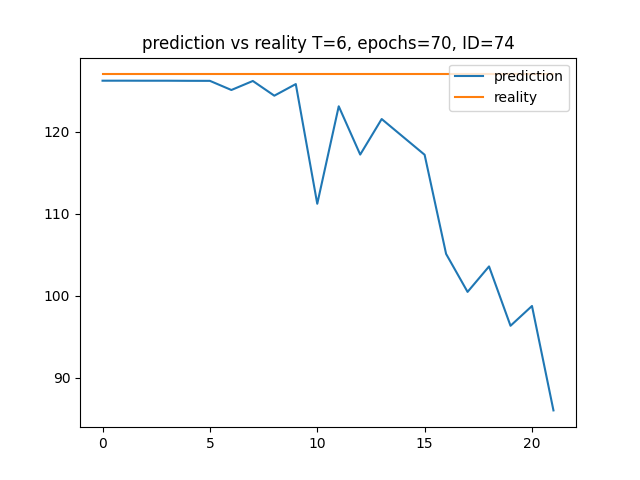 prediction vs reality T=6, epochs=70, ID=74
prediction
reality
120
110
100
90
0 5 10 15 20